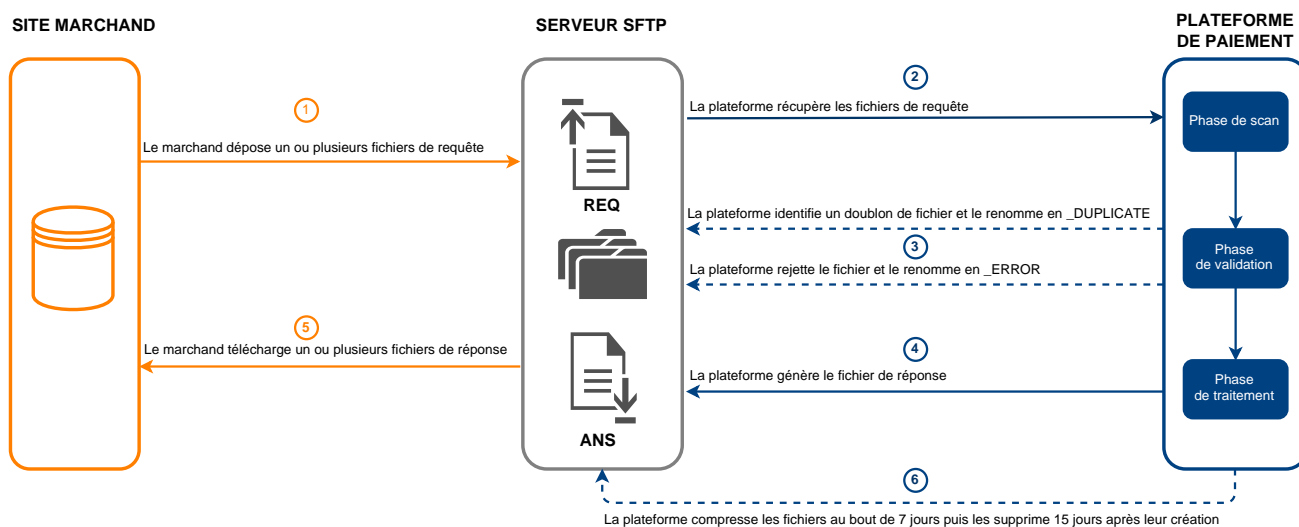 SITE MARCHAND
SERVEUR SFTP
PLATEFORME
DE PAIEMENT
1
Le marchand dépose un ou plusieurs fichiers de requête
2
La plateforme récupère les fichiers de requête
Phase de scan
REQ
La plateforme identifie un doublon de fichier et le renomme en _DUPLICATE
3
La plateforme rejette le fichier et le renomme en _ERROR
Phase
de validation
5
Le marchand télécharge un ou plusieurs fichiers de réponse
4
La plateforme génère le fichier de réponse
Phase
de traitement
ANS
6
La plateforme compresse les fichiers au bout de 7 jours puis les supprime 15 jours après leur création